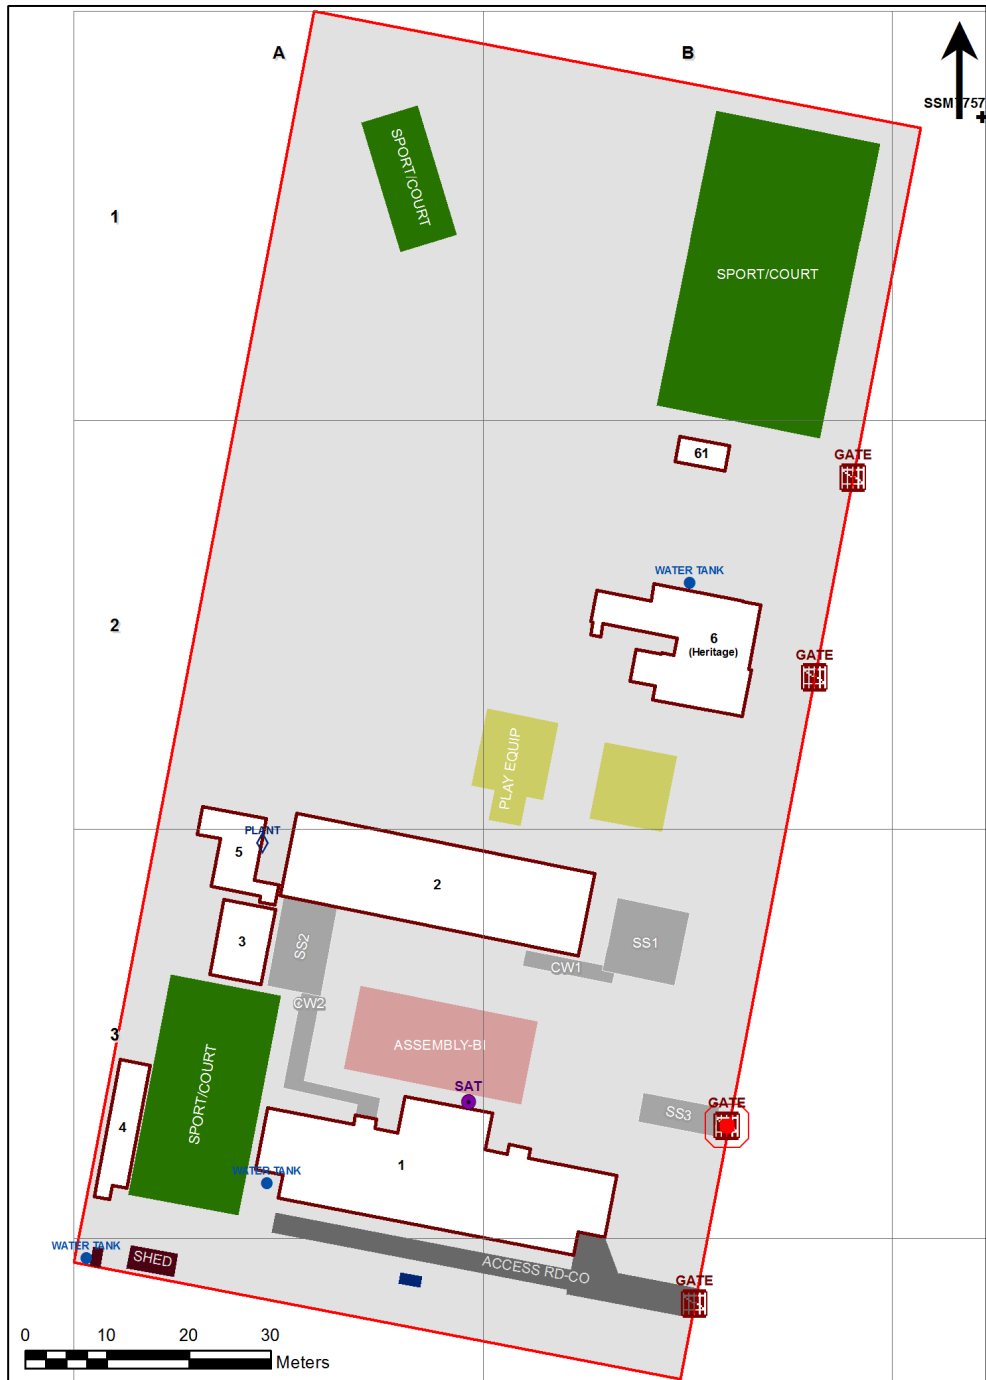 A
B
SSM7757
SPORT/COURT
1
SPORT/COURT
61
GATE
WATER TANK
2
6
(Heritage)
GATE
PLAY EQUIP
PLANT
5
2
3
SS2
SS1
CW1
CW2
3
ASSEMBLY-BI
SPORT/COURT
SAT
GATE
SS3
4
1
WATER TANK
WATER TANK
SHED
ACCESS RD-CO
GATE
0 10 20 30
Meters